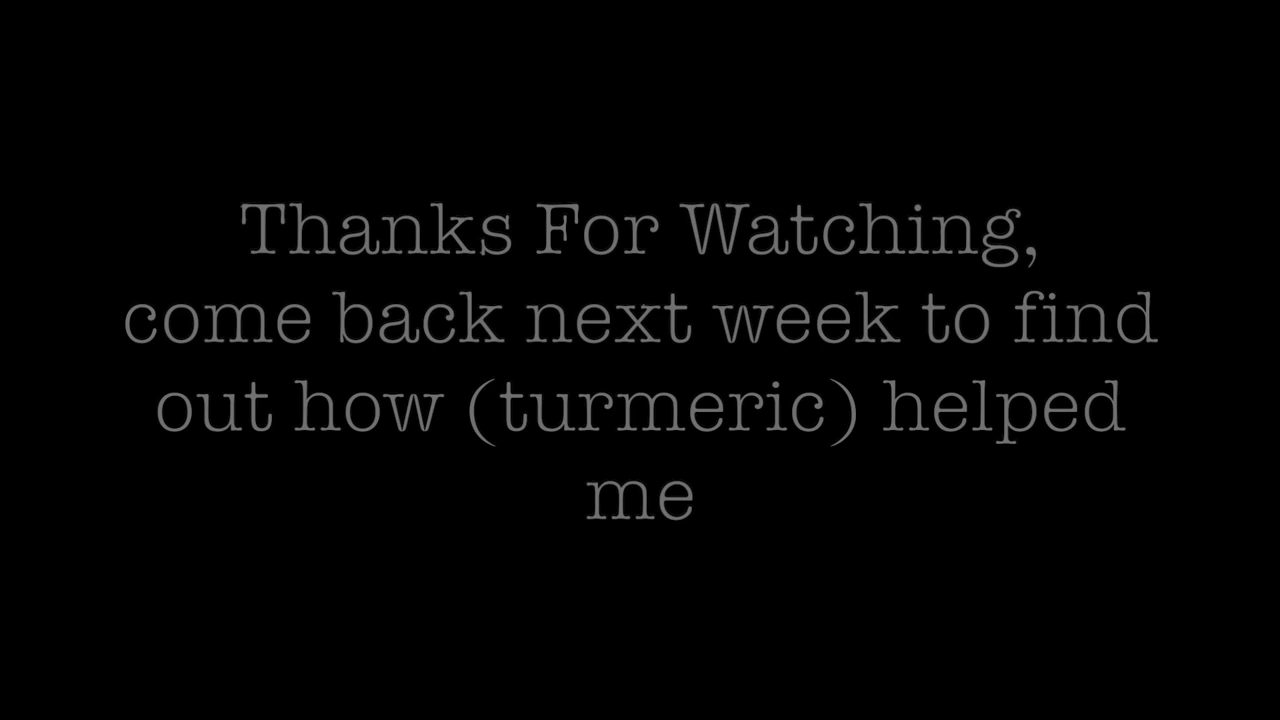 Thanks For Watching,
come back next week to find
out how (turmeric) helped
me